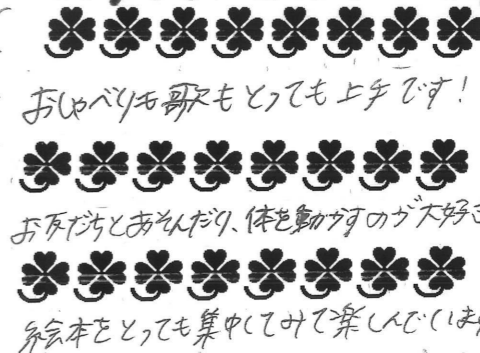 おしゃべりも歌もとっても上手です!
お友だちとあそんだり、体を動かすのが大好き
絵本をとっても集中してみて楽しんでいます